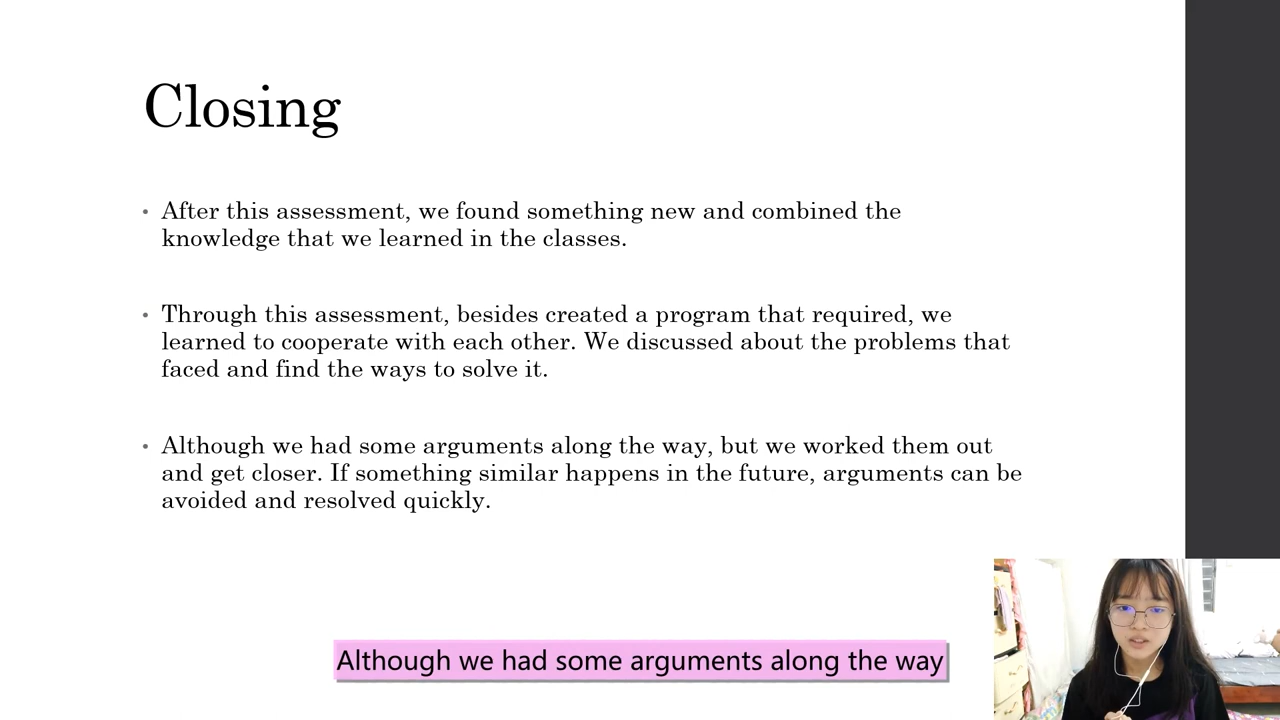 Closing
After this assessment, we found something new and combined the
knowledge that we learned in the classes.
Through this assessment, besides created a program that required, we
learned to cooperate with each other. We discussed about the problems that
faced and find the ways to solve it.
Although we had some arguments along the way, but we worked them out
and get closer. If something similar happens in the future, arguments can be
avoided and resolved quickly.
Although we had some arguments along the way